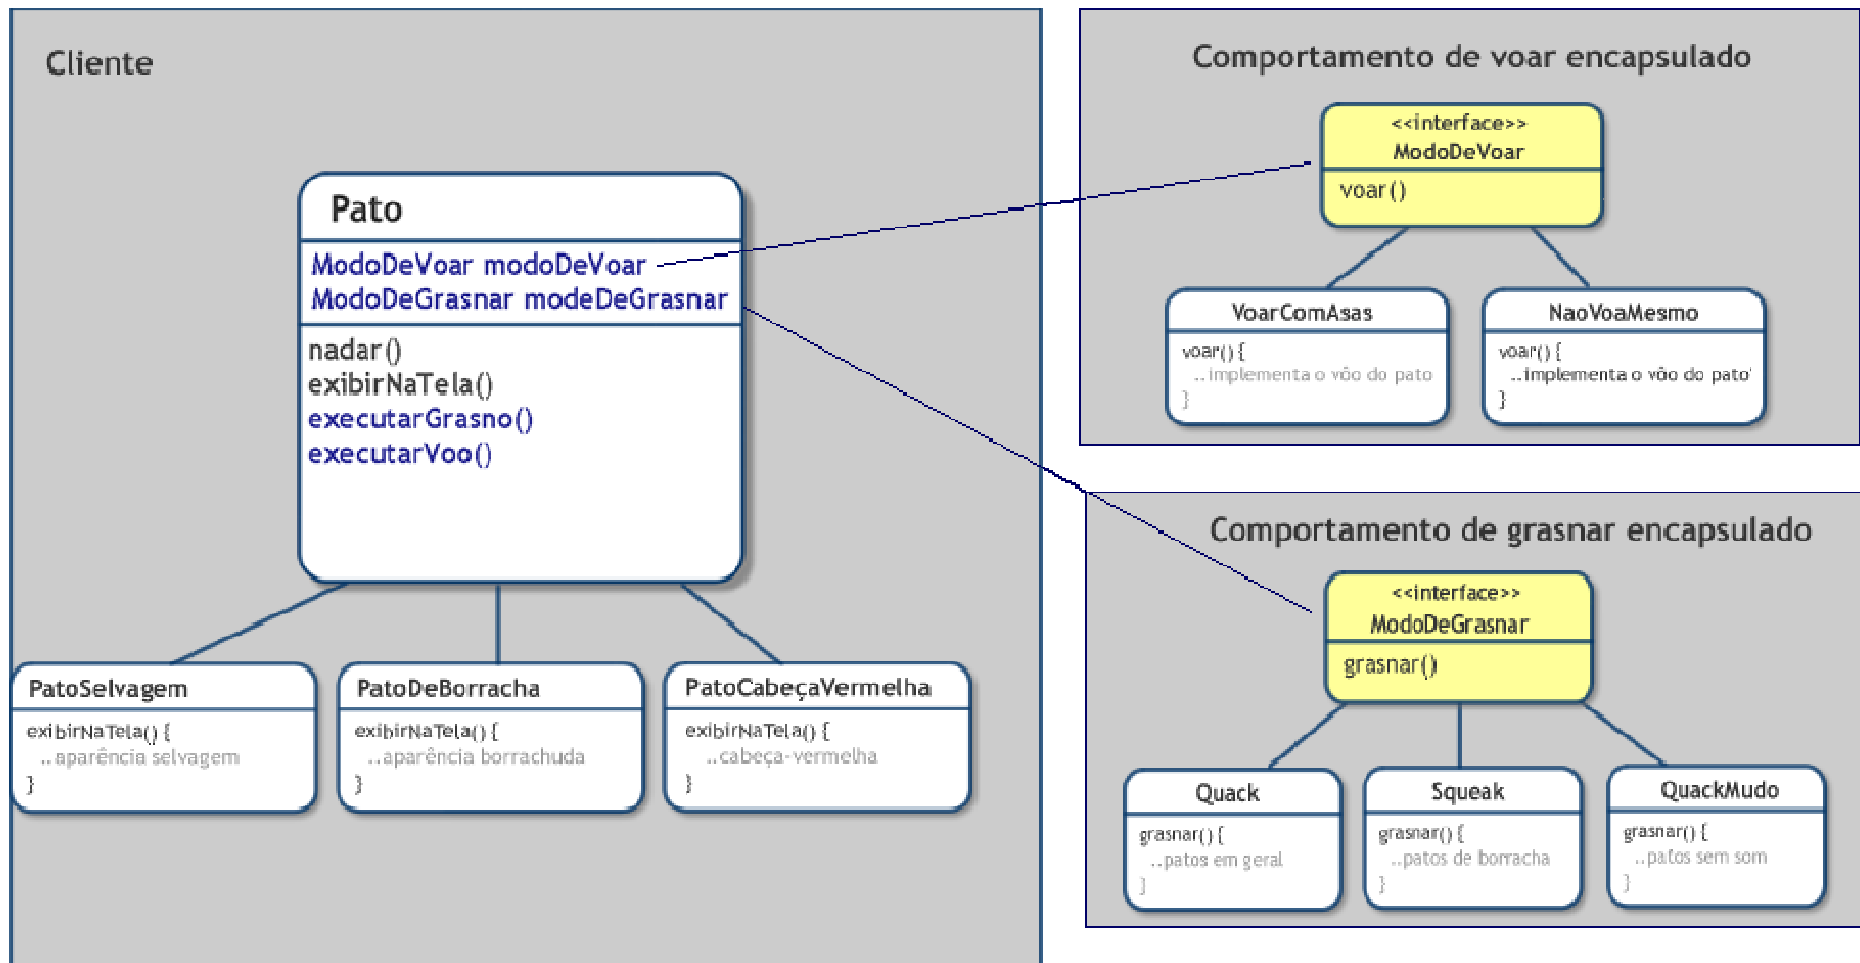 Cliente
Pato
ModoDeVoar modoDeVoar
ModoDeGrasnar modeDeGrasnar
nadar()
exibirNaTela()
executarGrasno()
executarVoo()
PatoSelvagem
exibirNaTela() {
..aparência selvagem
}
PatoDeBorracha
exibirNaTela() {
..aparência borrachuda
}
PatoCabeçaVermelha
exibirNaTela() {
..cabeça-vermelha
}
Comportamento de voar encapsulado
<<interface>>
ModoDeVoar
voar()
VoarComAsas
voar() {
..implementa o vôo do pato
}
NaoVoaMesmo
voar() {
..implementa o vôo do pato'
}
Comportamento de grasnar encapsulado
<<interface>>
ModoDeGrasnar
grasnar()
Quack
grasnar() {
..patos em geral
}
Squeak
grasnar() {
..patos de borracha
}
QuackMudo
grasnar() {
..patos sem som
}